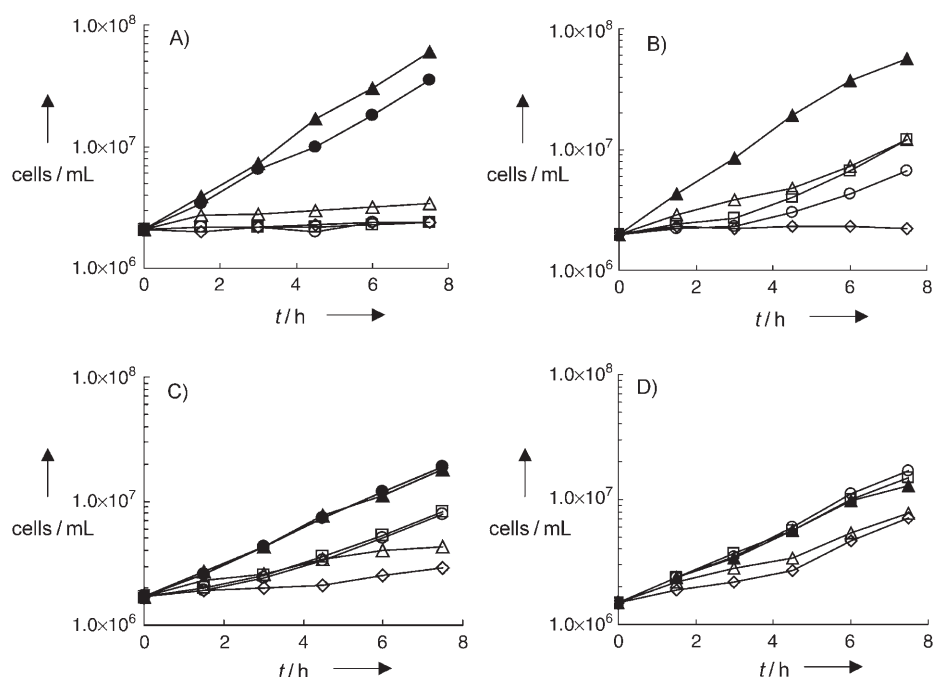 A)
1.0×10⁸
1.0×10⁷
cells / mL
1.0×10⁶
0 2 4 6 8
t / h
B)
1.0×10⁸
1.0×10⁷
cells / mL
1.0×10⁶
0 2 4 6 8
t / h
C)
1.0×10⁸
1.0×10⁷
cells / mL
1.0×10⁶
0 2 4 6 8
t / h
D)
1.0×10⁸
1.0×10⁷
cells / mL
1.0×10⁶
0 2 4 6 8
t / h